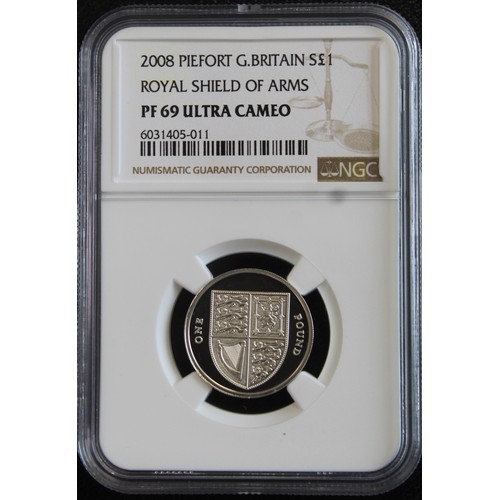 2008 PIEFORT G.BRITAIN S£1
ROYAL SHIELD OF ARMS
PF 69 ULTRA CAMEO
6031405-011
NUMISMATIC GUARANTY CORPORATION
NGC
ONE POUND